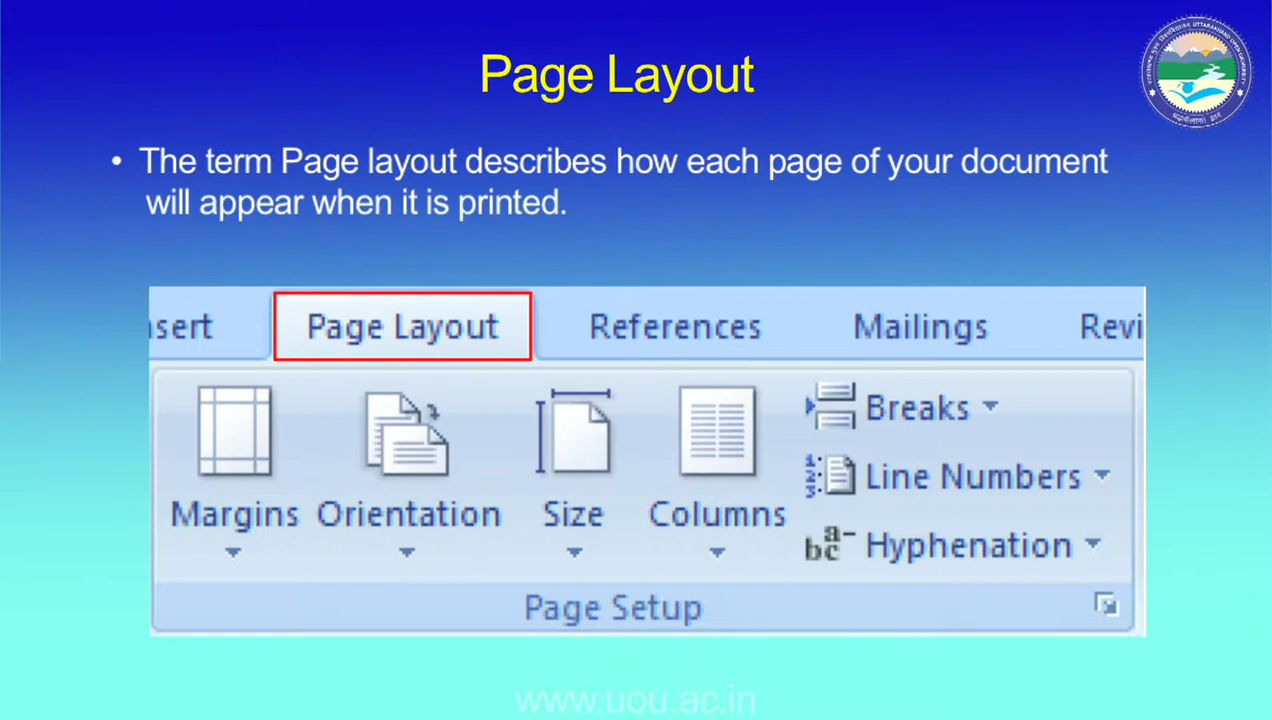 Page Layout
• The term Page layout describes how each page of your document
will appear when it is printed.
nsert Page Layout References Mailings Revi
Breaks
Line Numbers
Margins Orientation Size Columns
Hyphenation
Page Setup
www.uou.ac.in